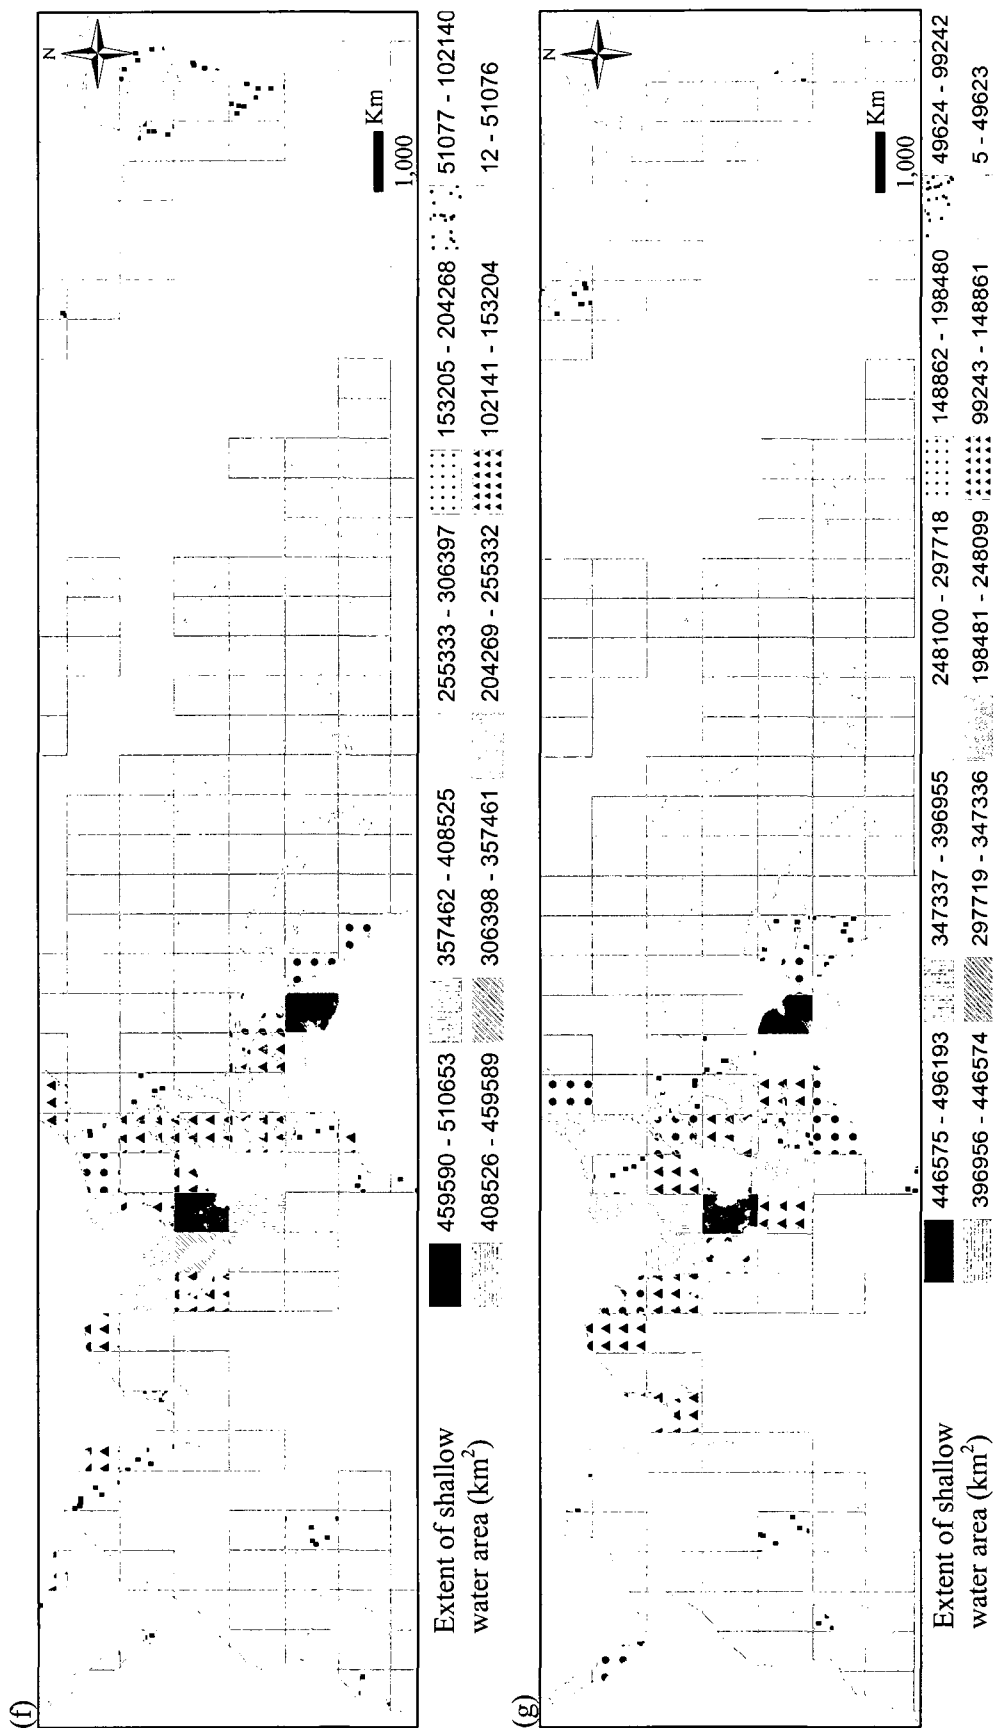 (f)
N
Km
1,000
Extent of shallow
water area (km²)
459590 - 510653
408526 - 459589
357462 - 408525
306398 - 357461
255333 - 306397
204269 - 255332
153205 - 204268
102141 - 153204
51077 - 102140
12 - 51076
(g)
N
Km
1,000
Extent of shallow
water area (km²)
446575 - 496193
396956 - 446574
347337 - 396955
297719 - 347336
248100 - 297718
198481 - 248099
148862 - 198480
99243 - 148861
49624 - 99242
5 - 49623